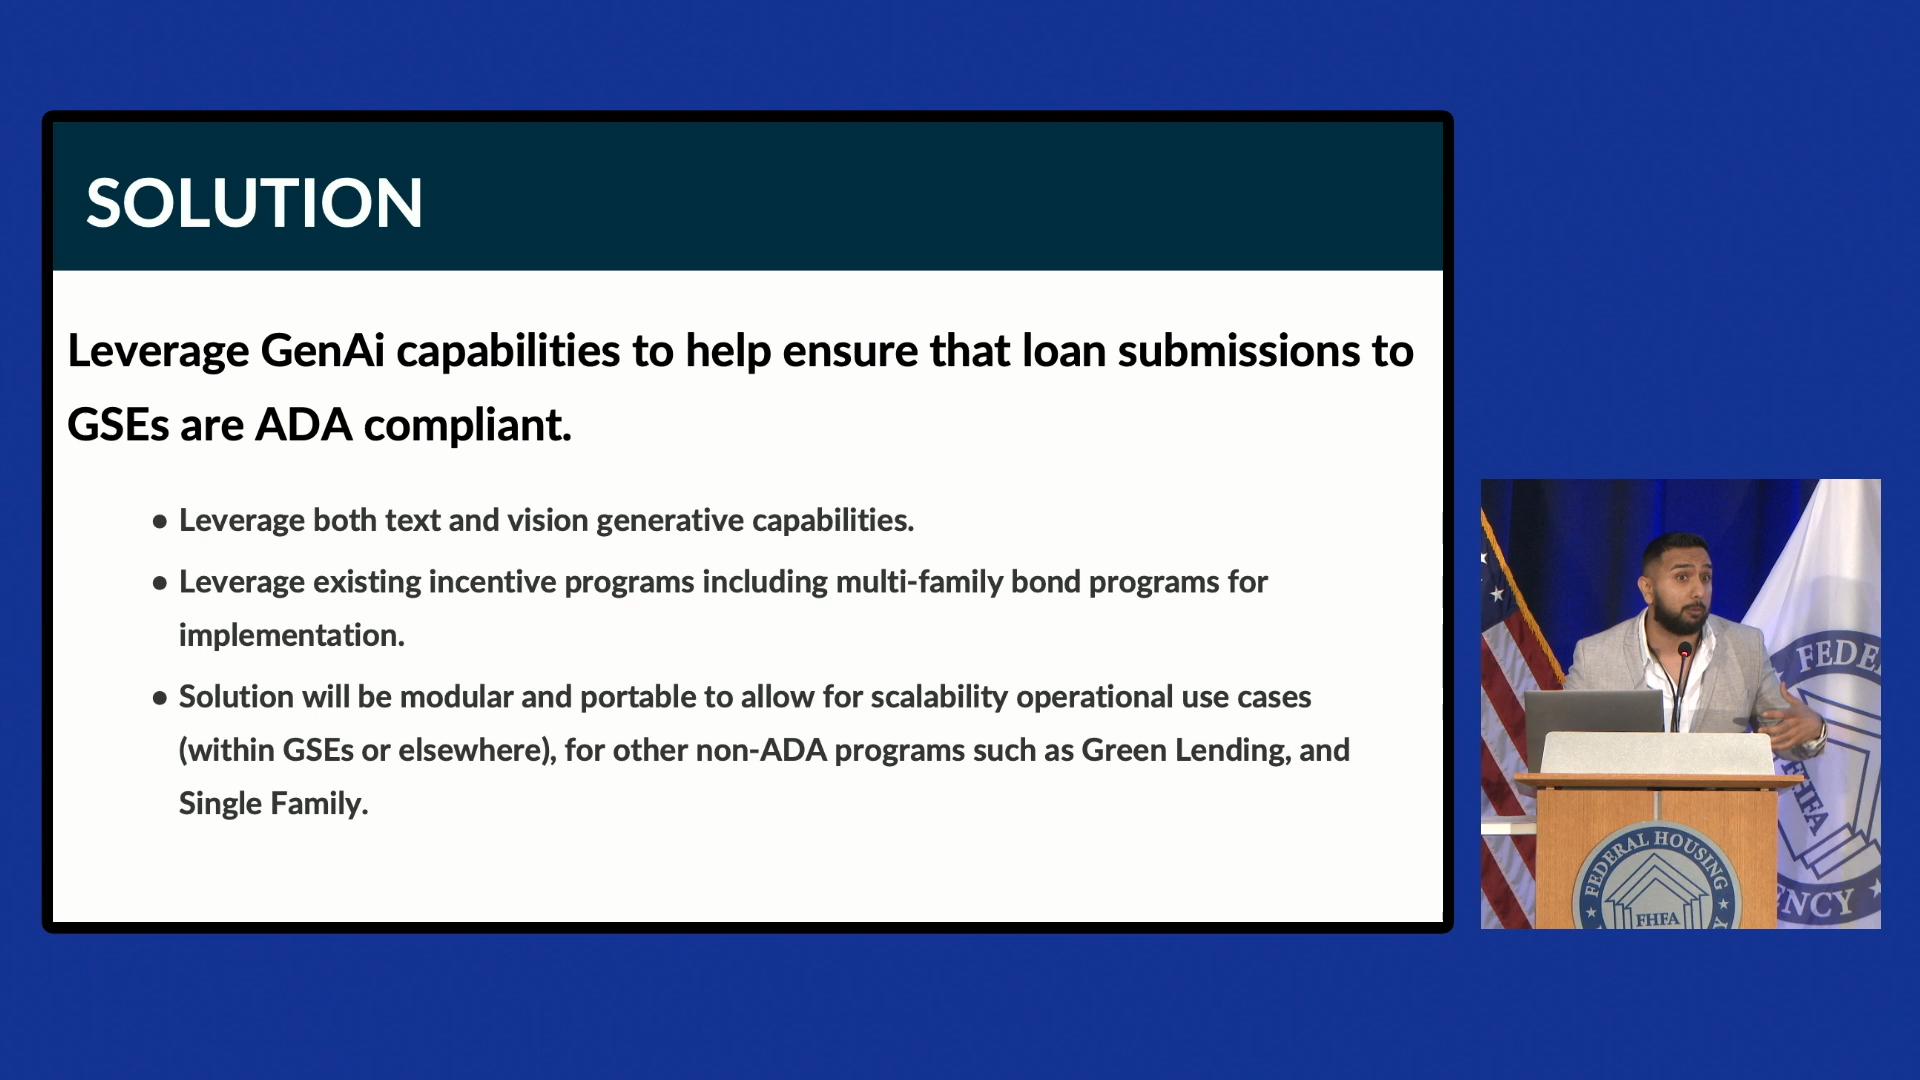 SOLUTION
Leverage GenAi capabilities to help ensure that loan submissions to
GSEs are ADA compliant.
● Leverage both text and vision generative capabilities.
● Leverage existing incentive programs including multi-family bond programs for
implementation.
● Solution will be modular and portable to allow for scalability operational use cases
(within GSEs or elsewhere), for other non-ADA programs such as Green Lending, and
Single Family.
FEDE
FHFA
ENCY
FEDERAL HOUSING
FHFA